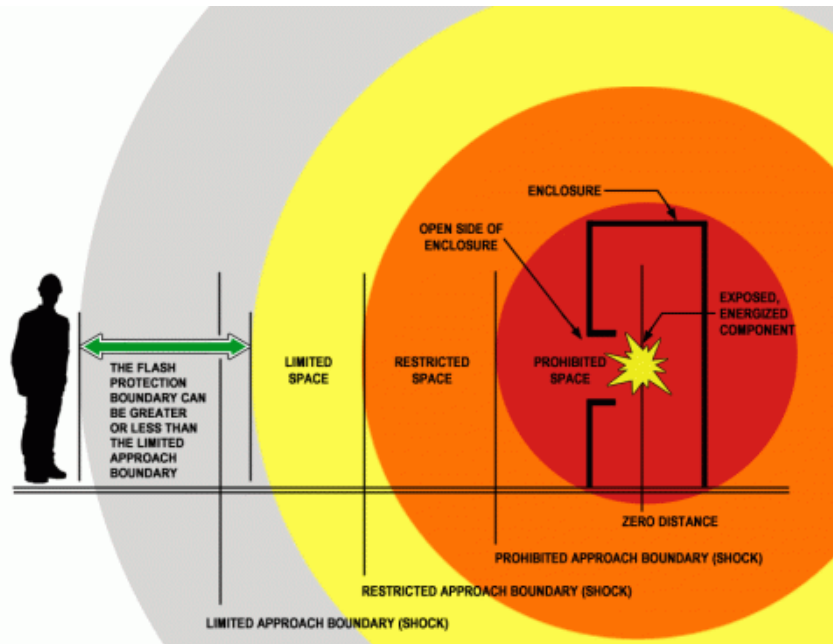 ENCLOSURE
OPEN SIDE OF
ENCLOSURE
EXPOSED,
ENERGIZED
COMPONENT
THE FLASH
PROTECTION
BOUNDARY CAN
BE GREATER
OR LESS THAN
THE LIMITED
APPROACH
BOUNDARY
LIMITED
SPACE
RESTRICTED
SPACE
PROHIBITED
SPACE
ZERO DISTANCE
PROHIBITED APPROACH BOUNDARY (SHOCK)
RESTRICTED APPROACH BOUNDARY (SHOCK)
LIMITED APPROACH BOUNDARY (SHOCK)